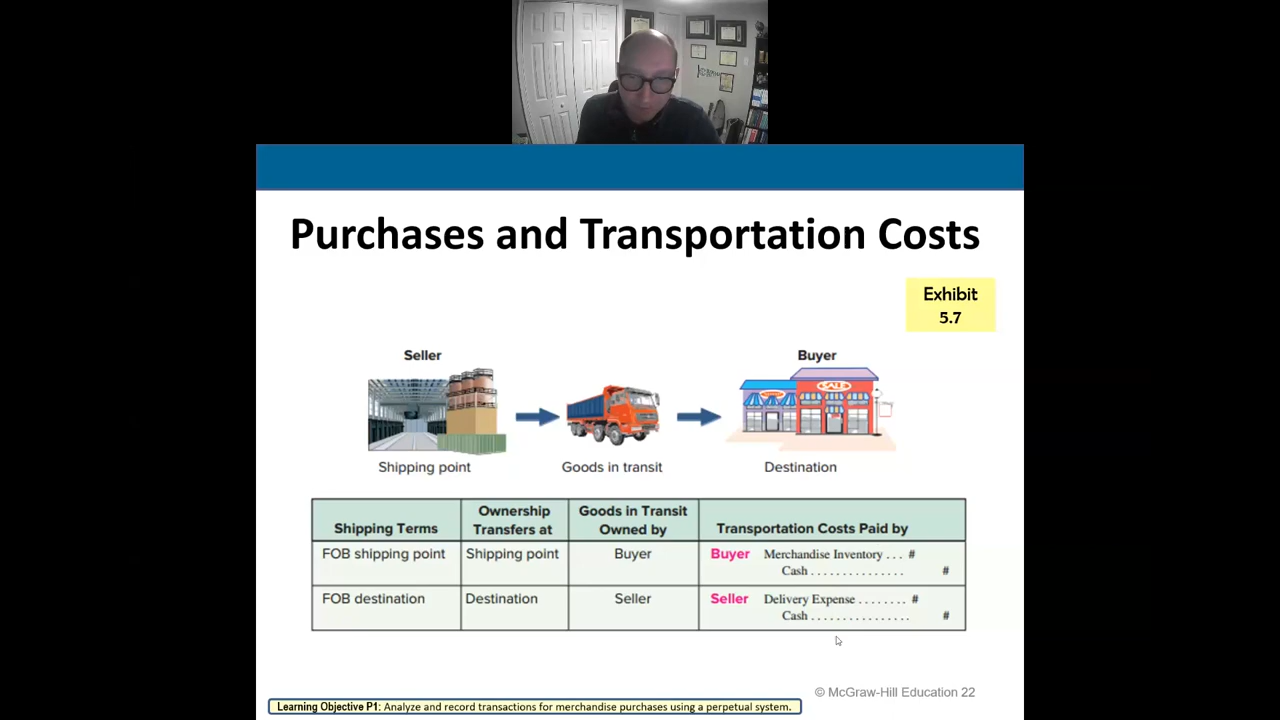 Purchases and Transportation Costs
Exhibit
5.7
Seller
Buyer
SALE
Shipping point
Goods in transit
Destination
Shipping Terms
Ownership
Transfers at
Goods in Transit
Owned by
Transportation Costs Paid by
FOB shipping point
Shipping point
Buyer
Buyer Merchandise Inventory . . . #
Cash . . . . . . . . . . . . . . . #
FOB destination
Destination
Seller
Seller Delivery Expense . . . . . . . . #
Cash . . . . . . . . . . . . . . . . #
© McGraw-Hill Education 22
Learning Objective P1: Analyze and record transactions for merchandise purchases using a perpetual system.